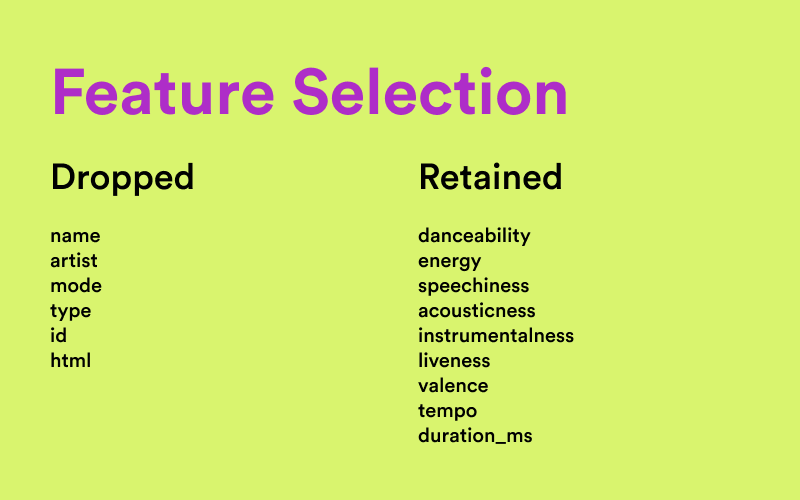 Feature Selection
Dropped
name
artist
mode
type
id
html
Retained
danceability
energy
speechiness
acousticness
instrumentalness
liveness
valence
tempo
duration_ms